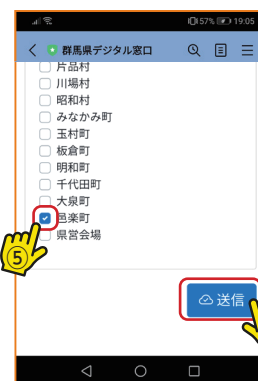 57% 19:05
群馬県デジタル窓口
片品村
川場村
昭和村
みなかみ町
玉村町
板倉町
明和町
千代田町
大泉町
邑楽町
県営会場
⑤
送信